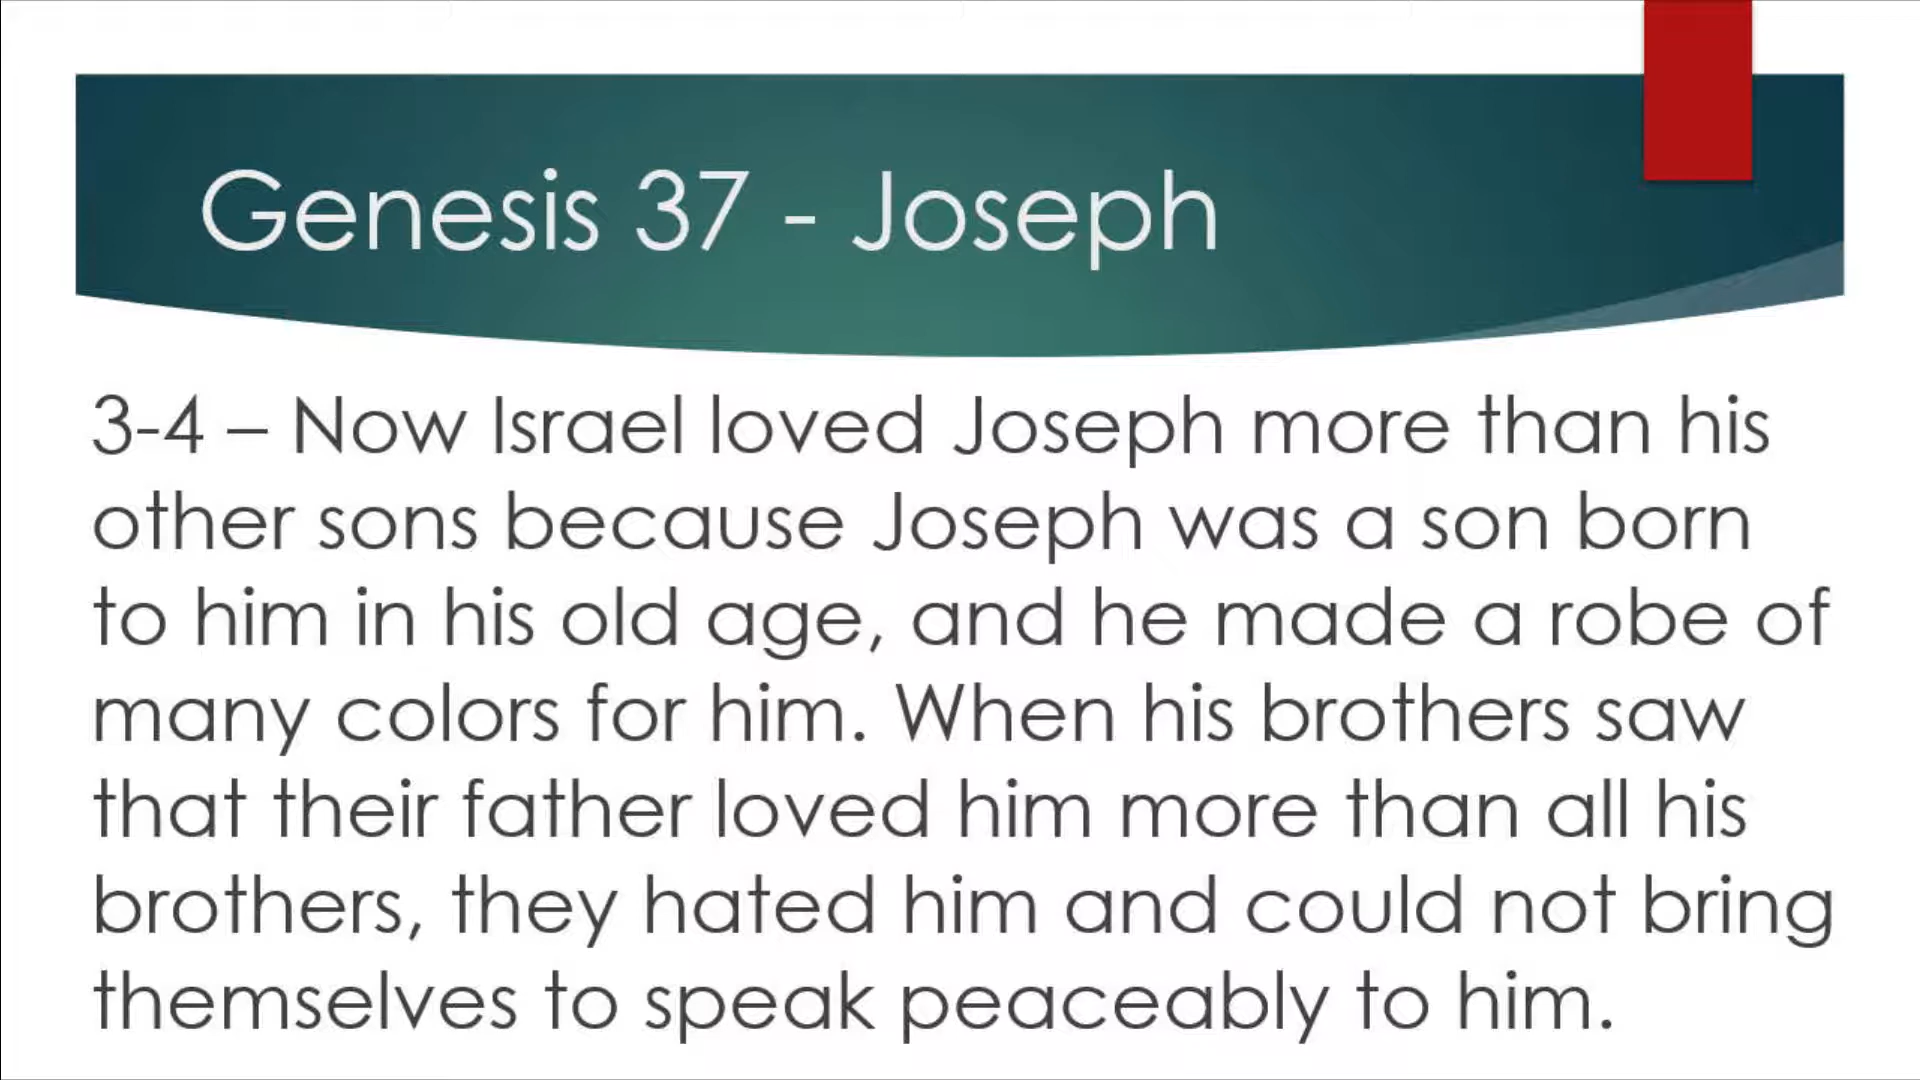 Genesis 37 - Joseph
3-4 – Now Israel loved Joseph more than his
other sons because Joseph was a son born
to him in his old age, and he made a robe of
many colors for him. When his brothers saw
that their father loved him more than all his
brothers, they hated him and could not bring
themselves to speak peaceably to him.